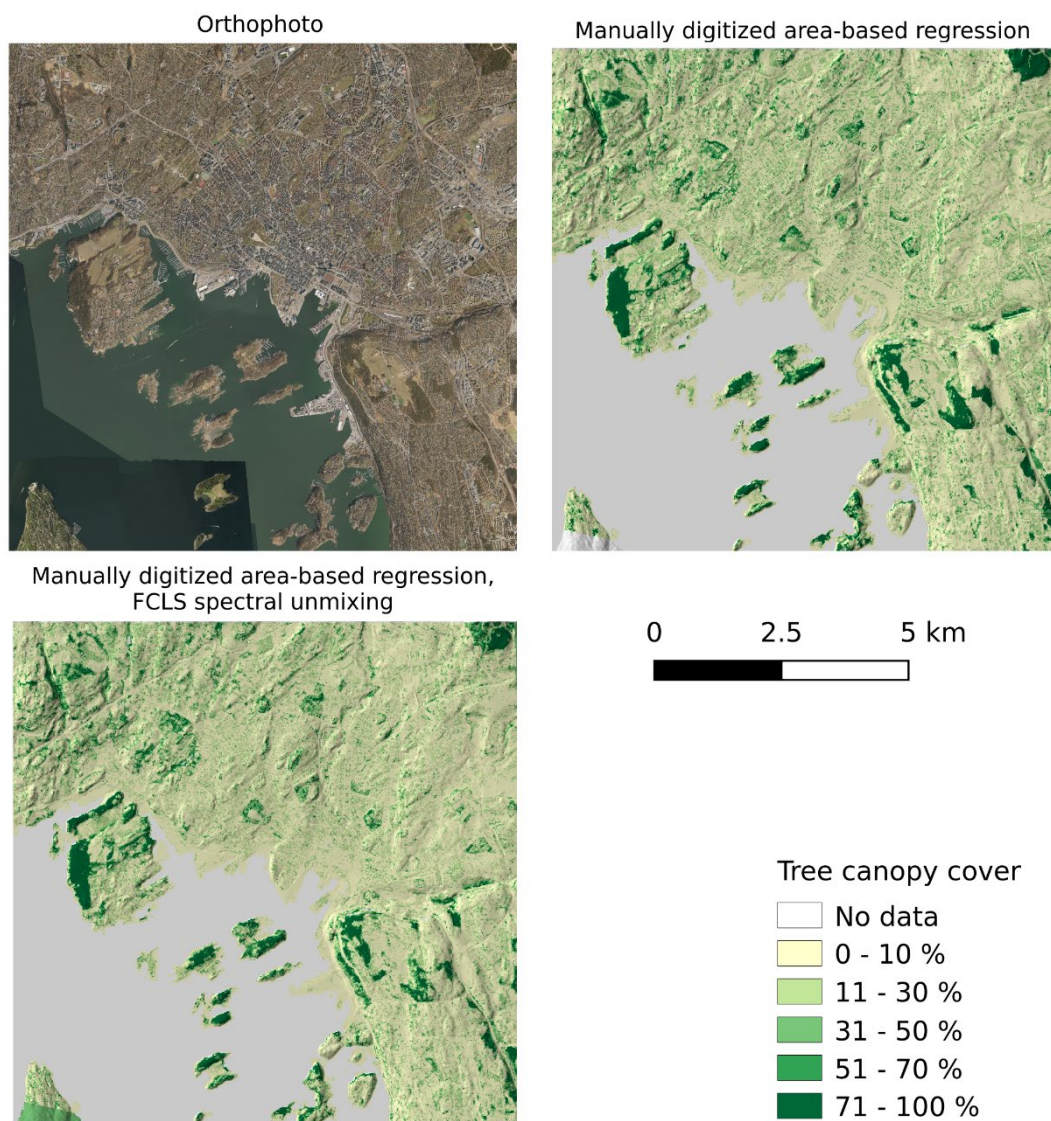 Orthophoto
Manually digitized area-based regression
Manually digitized area-based regression,
FCLS spectral unmixing
0 2.5 5 km
Tree canopy cover
No data
0 - 10 %
11 - 30 %
31 - 50 %
51 - 70 %
71 - 100 %